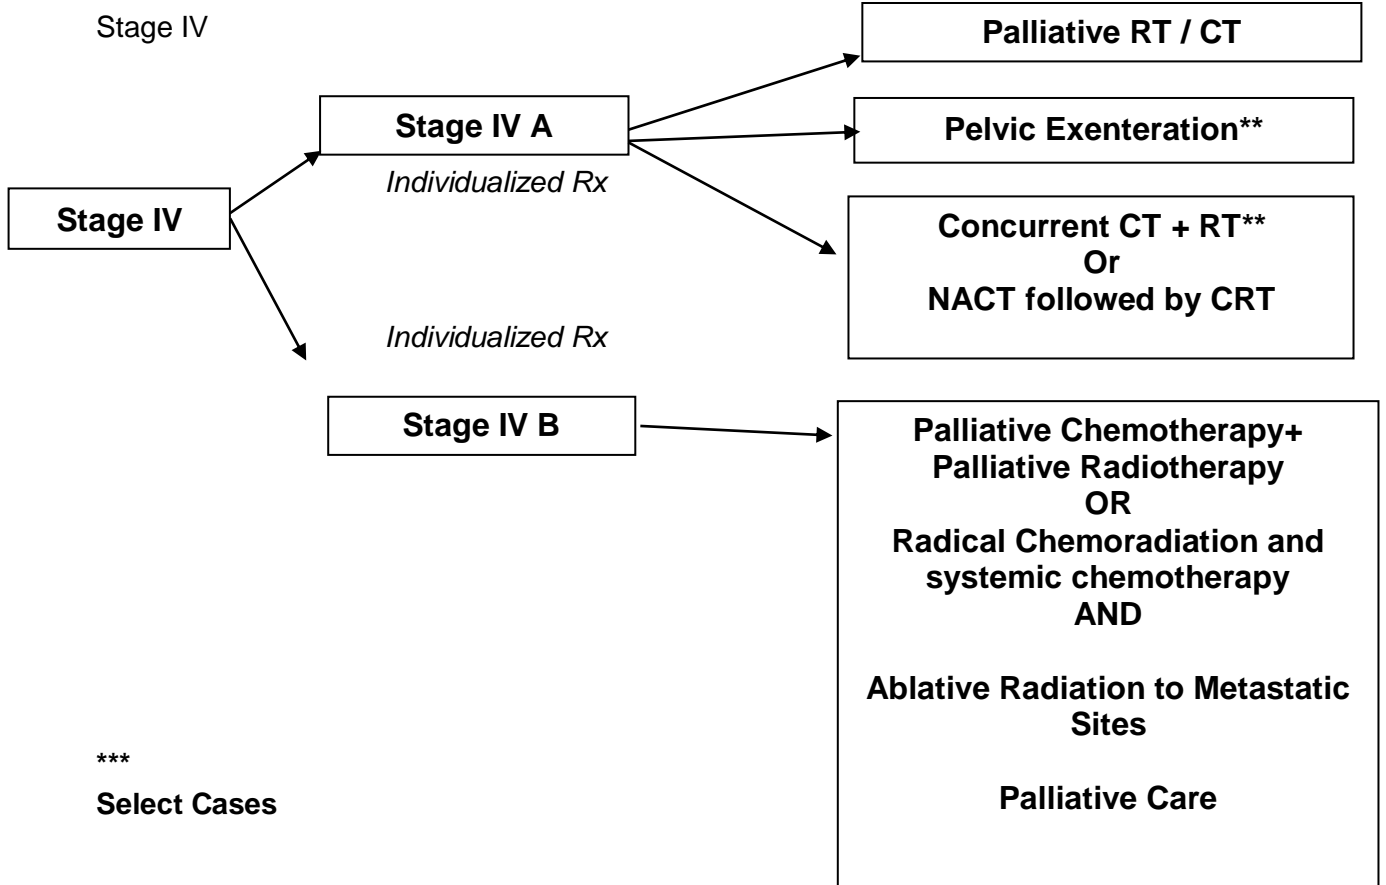 Stage IV
Palliative RT / CT
Stage IV A
Pelvic Exenteration**
Individualized Rx
Stage IV
Concurrent CT + RT**
Or
NACT followed by CRT
Individualized Rx
Stage IV B
Palliative Chemotherapy+
Palliative Radiotherapy
OR
Radical Chemoradiation and
systemic chemotherapy
AND
Ablative Radiation to Metastatic
Sites
Palliative Care
***
Select Cases